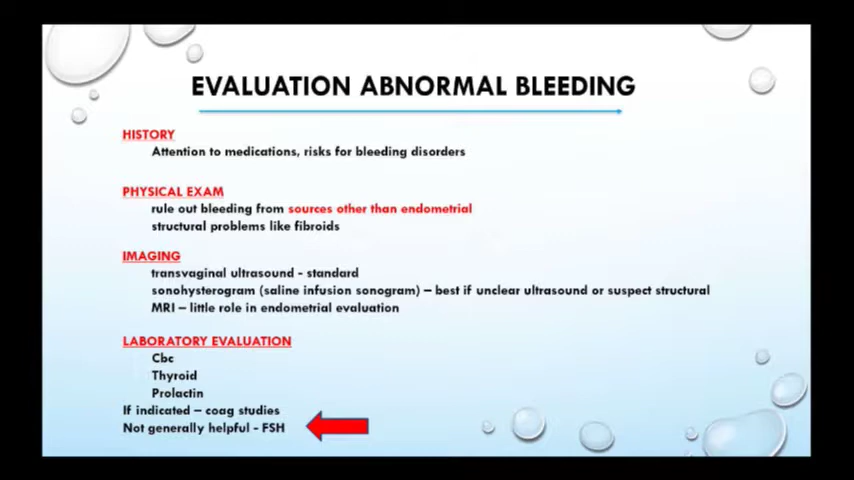 EVALUATION ABNORMAL BLEEDING
HISTORY
Attention to medications, risks for bleeding disorders
PHYSICAL EXAM
rule out bleeding from sources other than endometrial
structural problems like fibroids
IMAGING
transvaginal ultrasound - standard
sonohysterogram (saline infusion sonogram) – best if unclear ultrasound or suspect structural
MRI – little role in endometrial evaluation
LABORATORY EVALUATION
Cbc
Thyroid
Prolactin
If indicated – coag studies
Not generally helpful - FSH